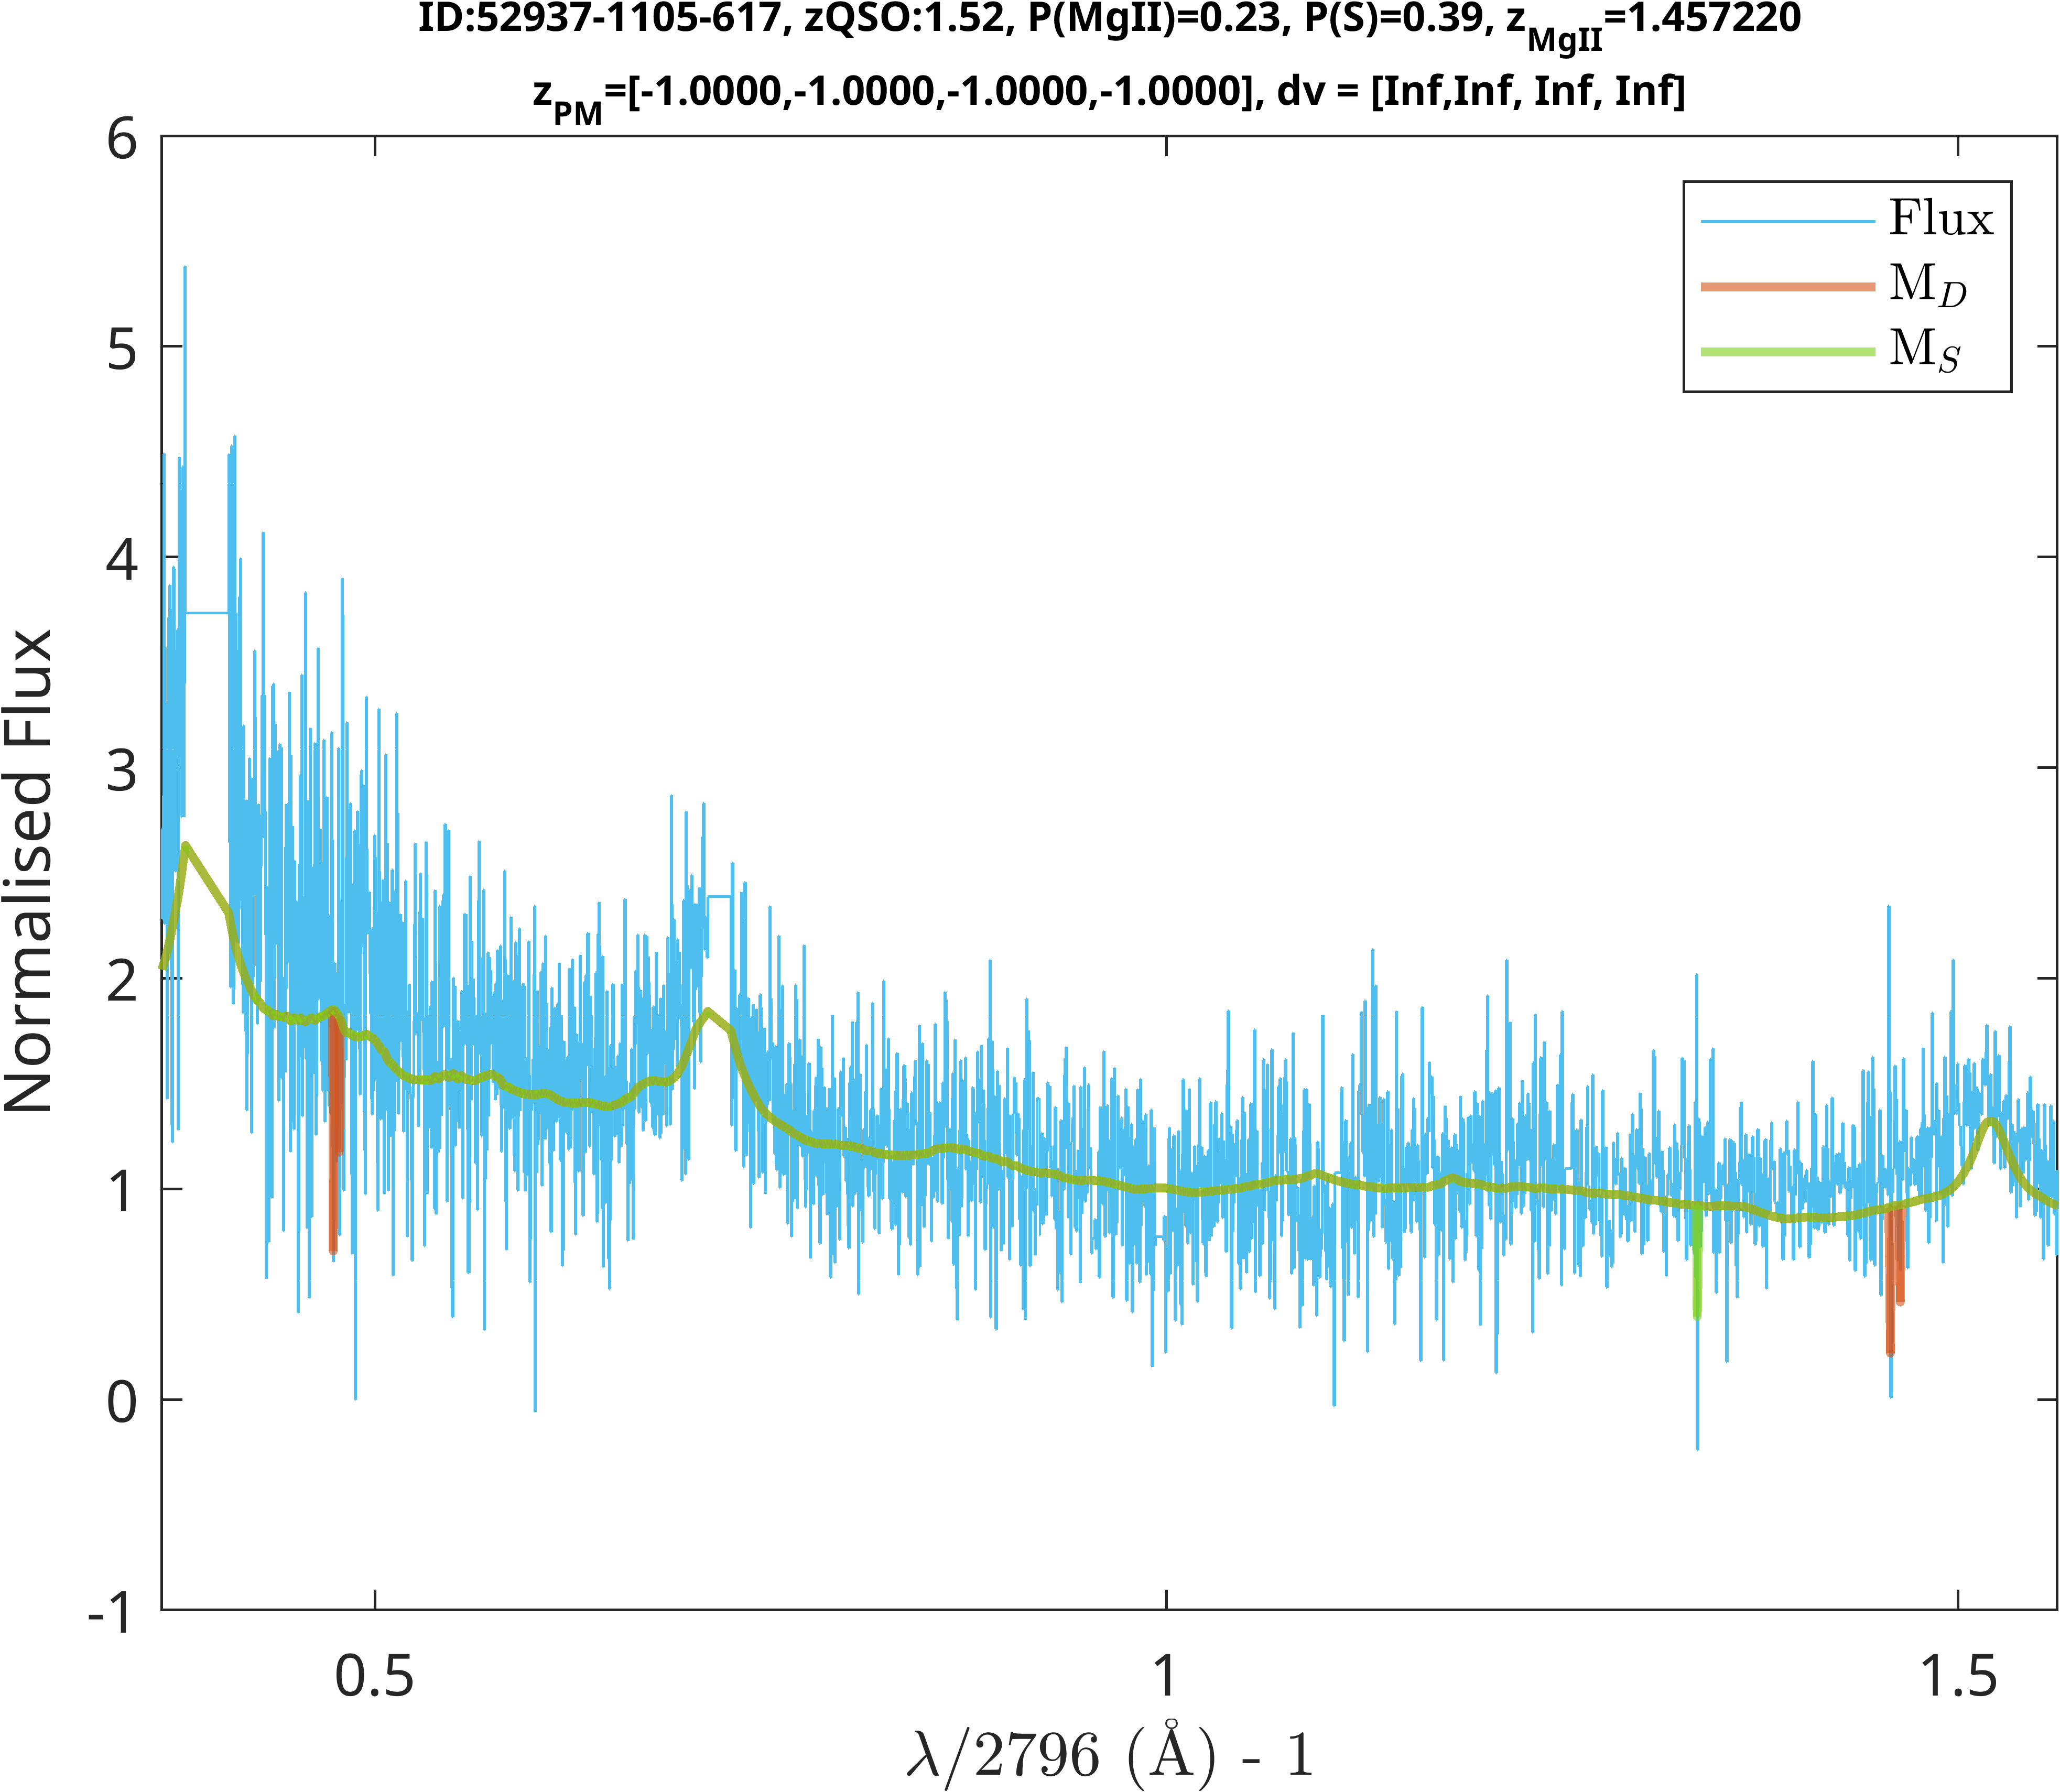 ID:52937-1105-617, zQSO:1.52, P(MgII)=0.23, P(S)=0.39, zMgII=1.457220
zPM=[-1.0000,-1.0000,-1.0000,-1.0000], dv = [Inf,Inf, Inf, Inf]
6
5
4
3
2
1
0
-1
Normalised Flux
Flux
MD
MS
0.5
1
1.5
λ/2796 (Å) - 1